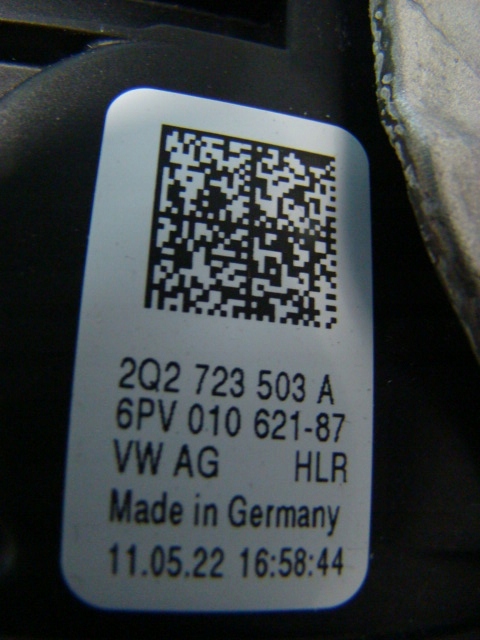 2Q2 723 503 A
6PV 010 621-87
VW AG HLR
Made in Germany
11.05.22 16:58:44